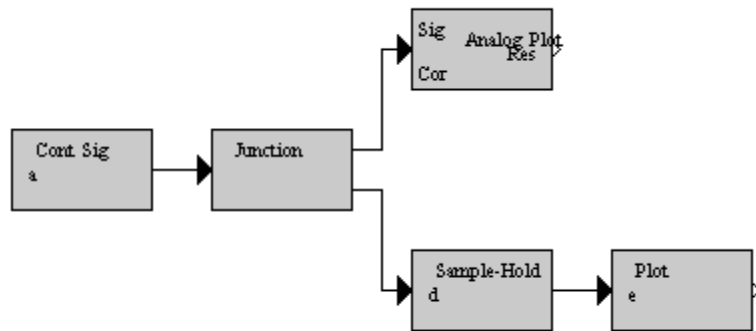 Sig
Analog Plot
Res
Cor
Cont Sig
a
Junction
Sample-Hold
d
Plot
e